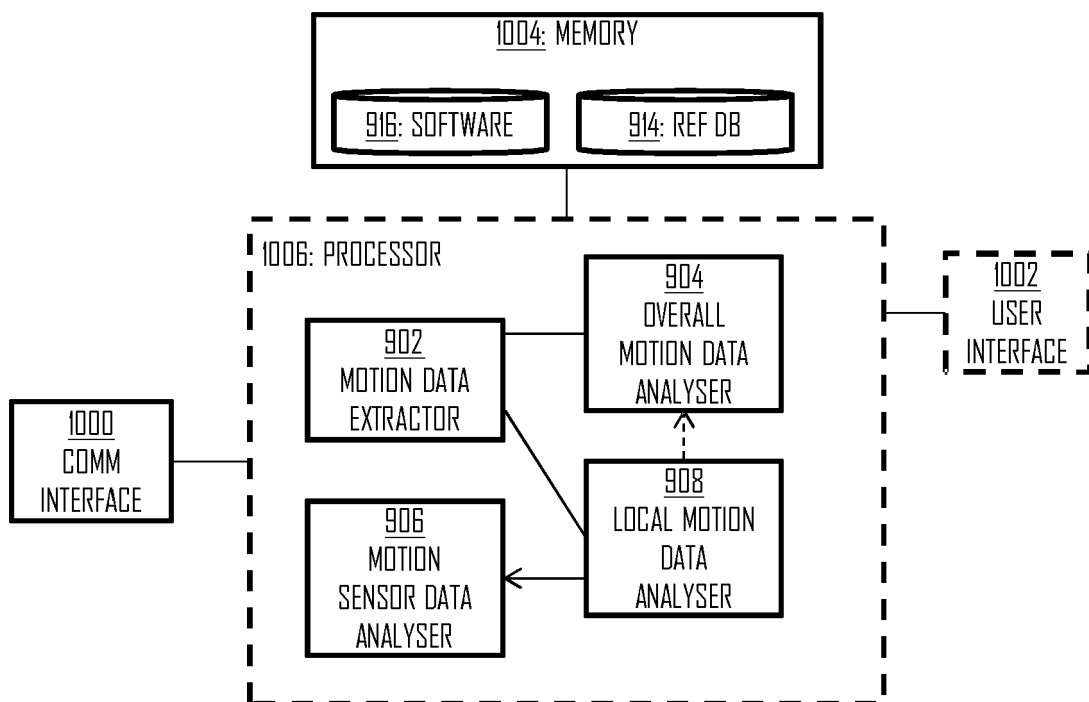 1004: MEMORY
916: SOFTWARE
914: REF DB
1006: PROCESSOR
904
OVERALL
MOTION DATA
ANALYSER
1002
USER
INTERFACE
902
MOTION DATA
EXTRACTOR
1000
COMM
INTERFACE
908
LOCAL MOTION
DATA
ANALYSER
906
MOTION
SENSOR DATA
ANALYSER